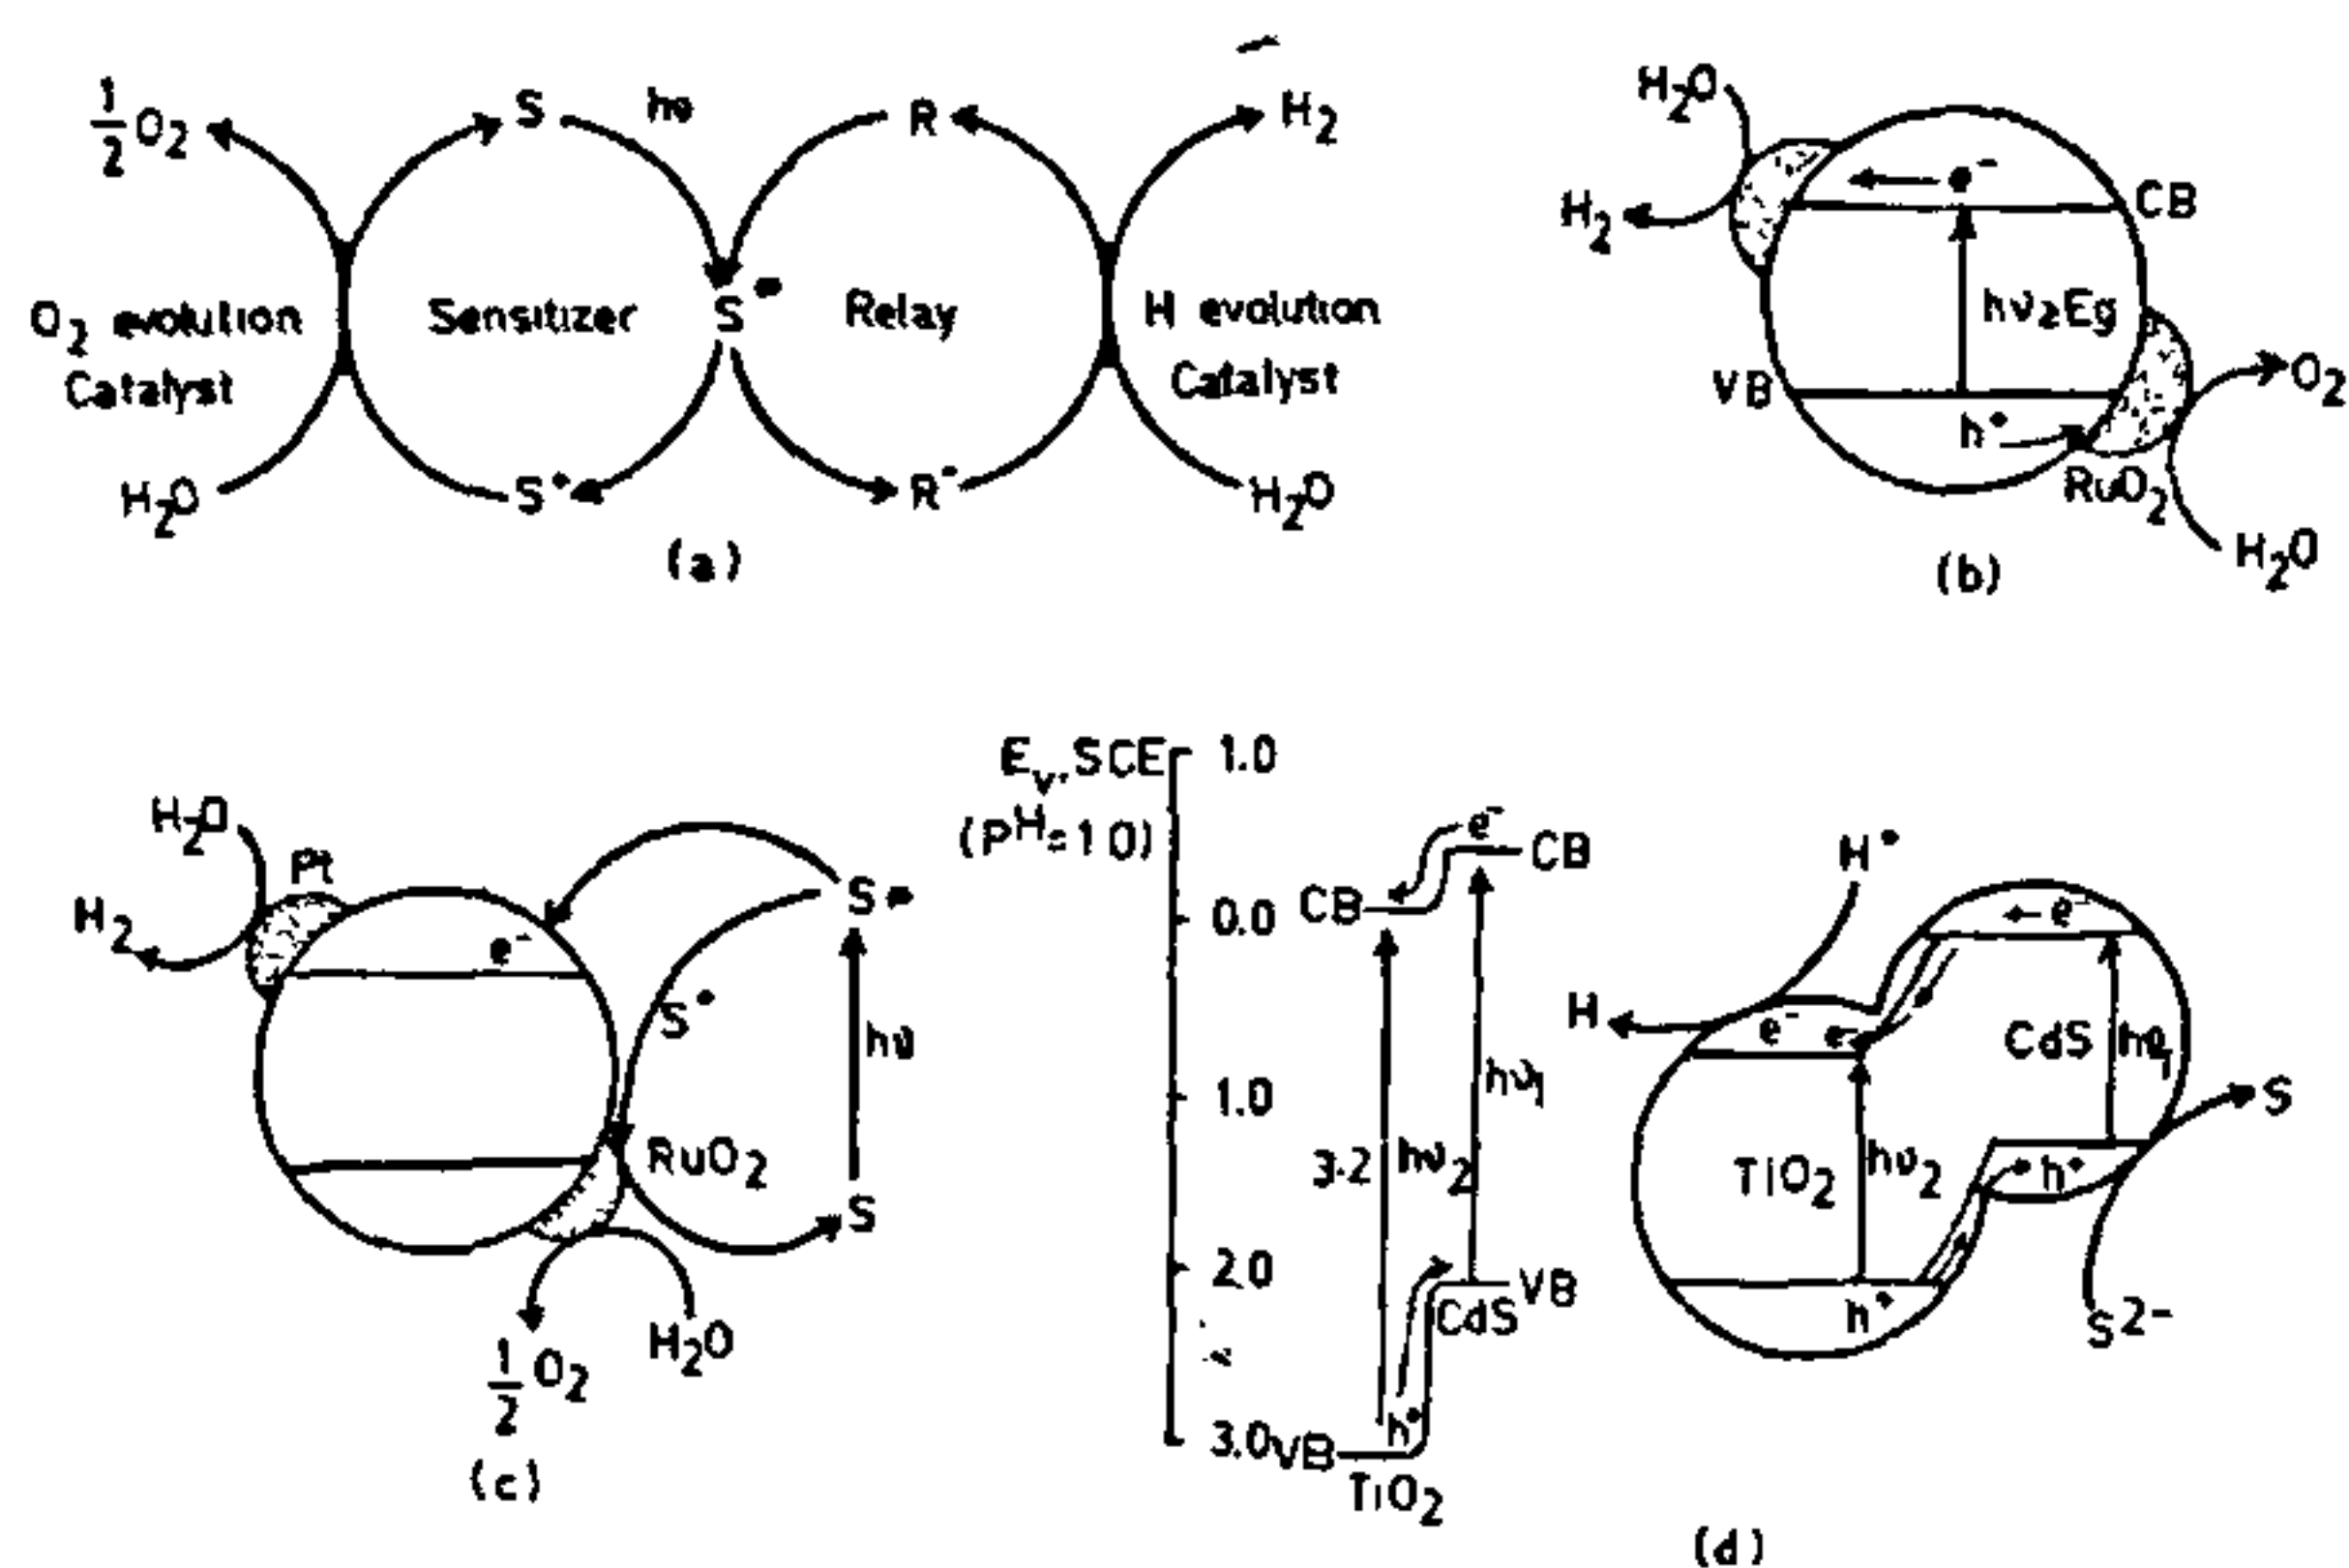 ½O₂
S
hν
R
H₂
O₂ evolution
Catalyst
Sensitizer
S*
Relay
H evolution
Catalyst
H₂O
S⁺
R⁻
H₂O
(a)
H₂O
H₂
e⁻
CB
hν≥Eg
VB
h⁺
RuO₂
O₂
H₂O
(b)
H₂O
Pt
H₂
e⁻
S*
S⁺
hν
RuO₂
S
½O₂
H₂O
(c)
SCE
(PH=10)
1.0
0.0
1.0
2.0
3.0
e⁻
CB
CB
3.2
hν₂
hν₁
VB
CdS
h⁺
VB
TiO₂
H⁺
H
e⁻
e⁻
e⁻
CdS
hν₁
TiO₂
hν₂
h⁺
h⁺
S
S²⁻
(d)